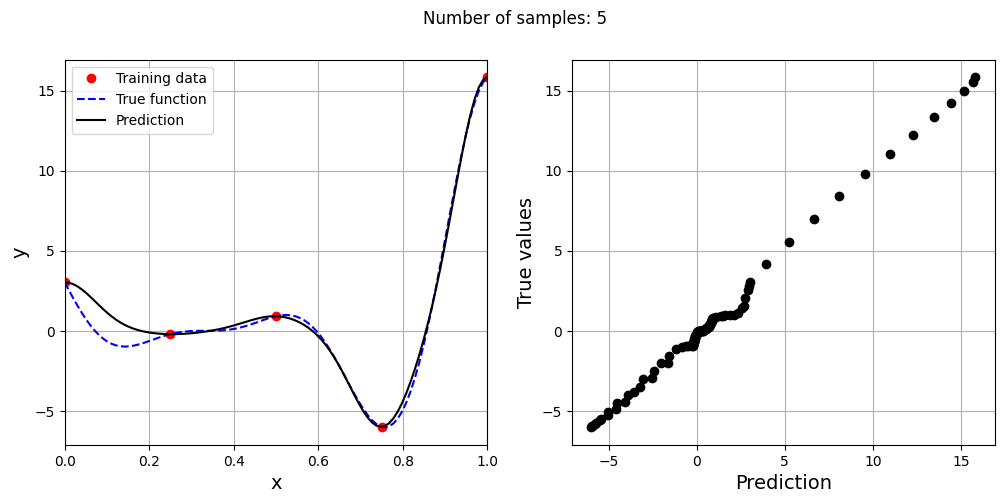 Number of samples: 5
Training data
True function
Prediction
15
10
5
0
−5
y
0.0 0.2 0.4 0.6 0.8 1.0
x
15
10
5
0
−5
True values
−5 0 5 10 15
Prediction